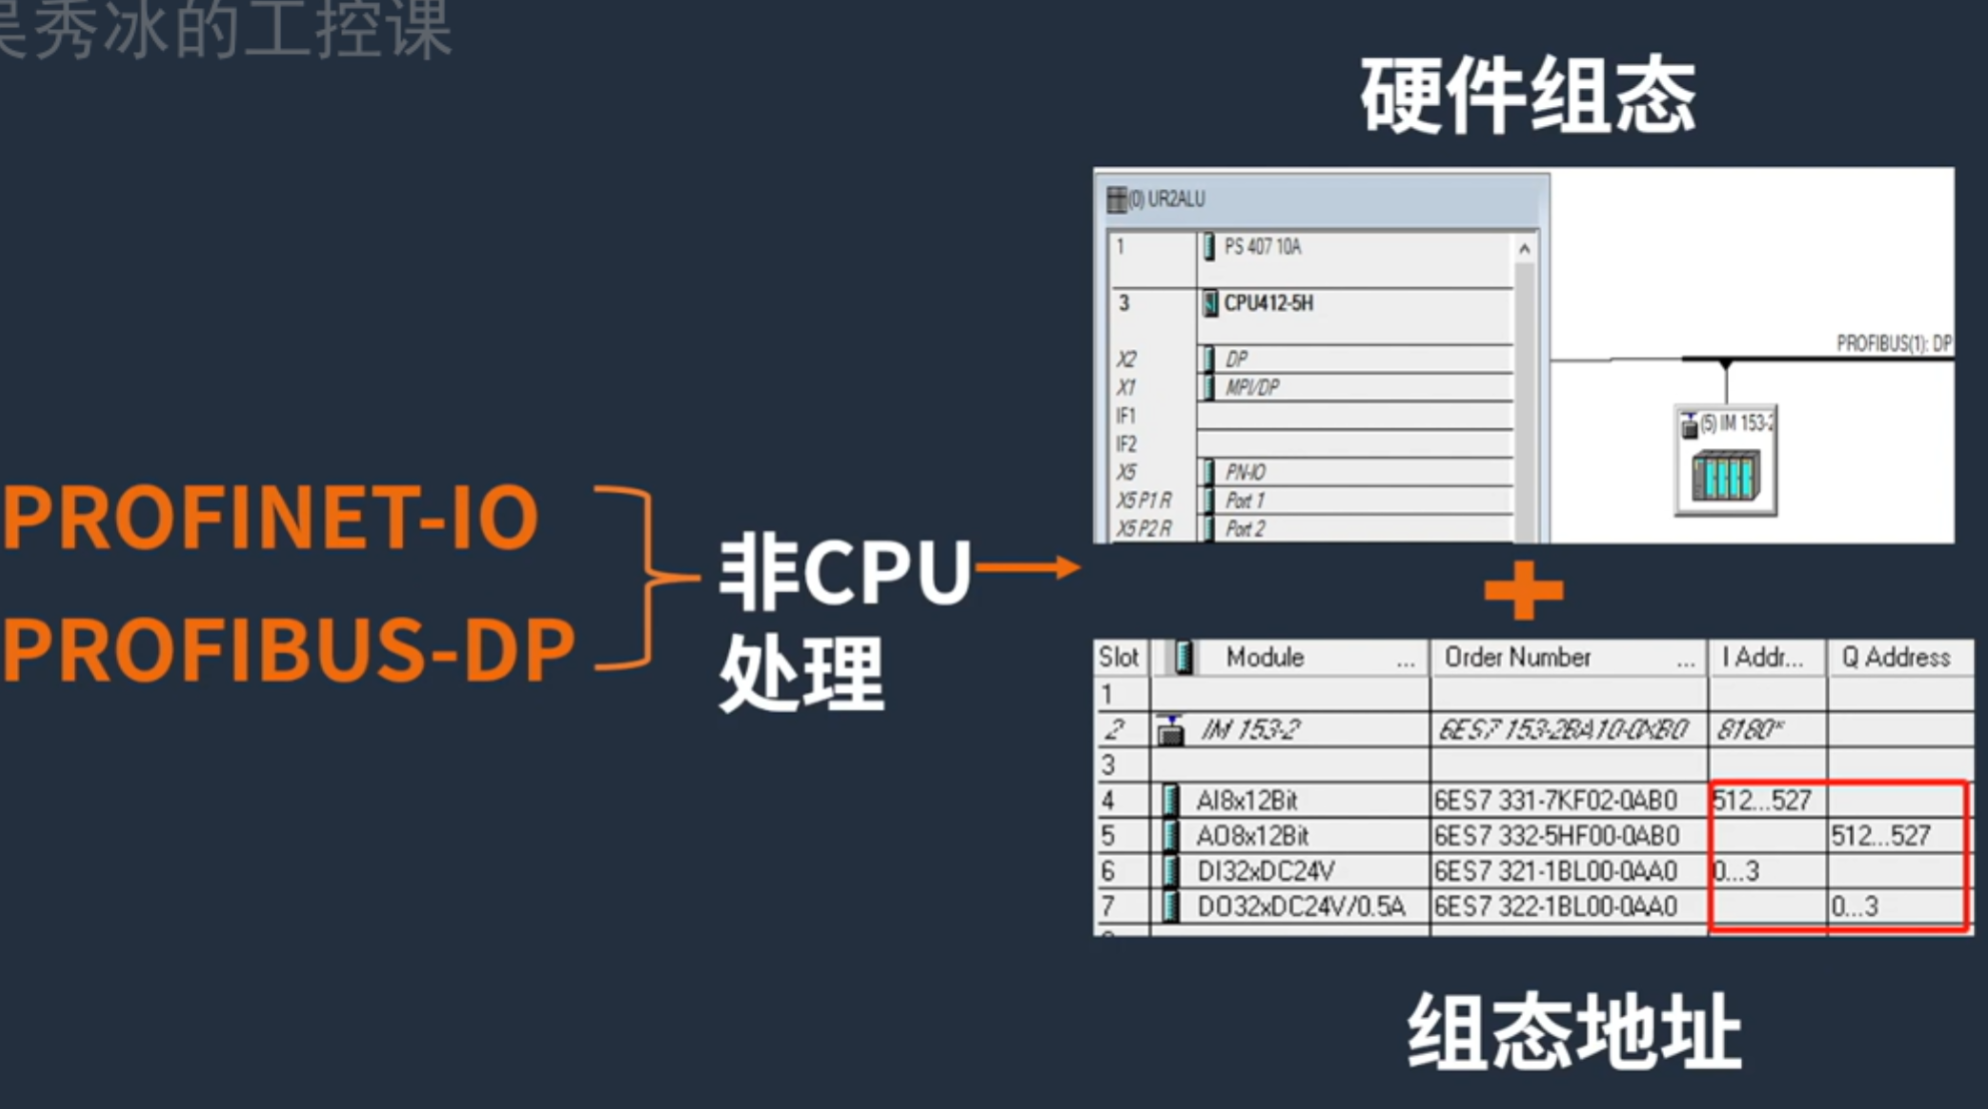 吴秀冰的工控课
硬件组态
(0) UR2ALU
1 PS 407 10A
3 CPU412-5H
X2 DP
X1 MPI/DP
IF1
IF2
X5 PN-IO
X5 P1 R Port 1
X5 P2 R Port 2
PROFIBUS(1): DP
(5) IM 153-2
PROFINET-IO
PROFIBUS-DP
非CPU
处理
Slot Module ... Order Number ... I Addr... Q Address
1
2 IM 153-2 6ES7 153-2BA10-0XB0 8180*
3
4 AI8x12Bit 6ES7 331-7KF02-0AB0 512...527
5 AO8x12Bit 6ES7 332-5HF00-0AB0 512...527
6 DI32xDC24V 6ES7 321-1BL00-0AA0 0...3
7 DO32xDC24V/0.5A 6ES7 322-1BL00-0AA0 0...3
组态地址